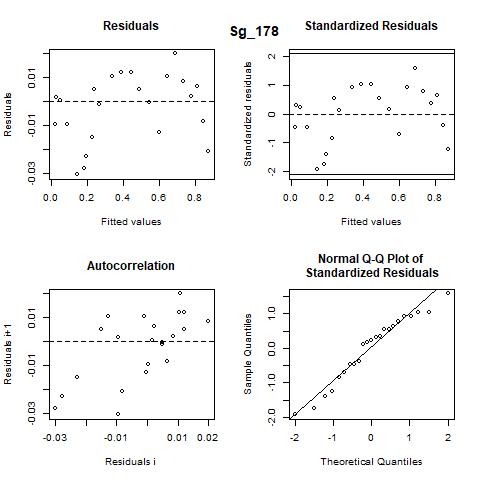 Sg_178
Residuals
Residuals
0.01
-0.01
-0.03
0.0 0.2 0.4 0.6 0.8
Fitted values
Standardized Residuals
Standardized residuals
2
1
0
-1
-2
0.0 0.2 0.4 0.6 0.8
Fitted values
Autocorrelation
Residuals i+1
0.01
-0.01
-0.03
-0.03 -0.01 0.01 0.02
Residuals i
Normal Q-Q Plot of
Standardized Residuals
Sample Quantiles
1.0
0.0
-1.0
-2.0
-2 -1 0 1 2
Theoretical Quantiles